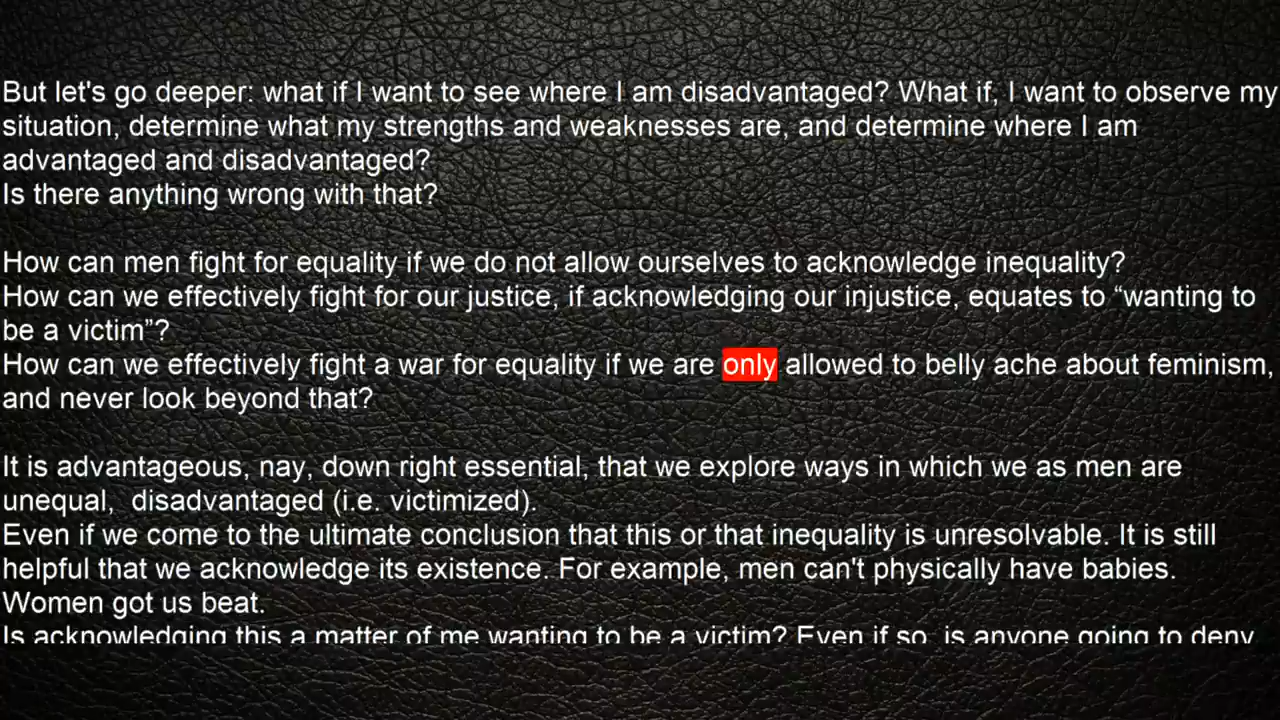 But let's go deeper: what if I want to see where I am disadvantaged? What if, I want to observe my
situation, determine what my strengths and weaknesses are, and determine where I am
advantaged and disadvantaged?
Is there anything wrong with that?
How can men fight for equality if we do not allow ourselves to acknowledge inequality?
How can we effectively fight for our justice, if acknowledging our injustice, equates to “wanting to
be a victim”?
How can we effectively fight a war for equality if we are only allowed to belly ache about feminism,
and never look beyond that?
It is advantageous, nay, down right essential, that we explore ways in which we as men are
unequal,  disadvantaged (i.e. victimized).
Even if we come to the ultimate conclusion that this or that inequality is unresolvable. It is still
helpful that we acknowledge its existence. For example, men can't physically have babies.
Women got us beat.
Is acknowledging this a matter of me wanting to be a victim? Even if so, is anyone going to deny